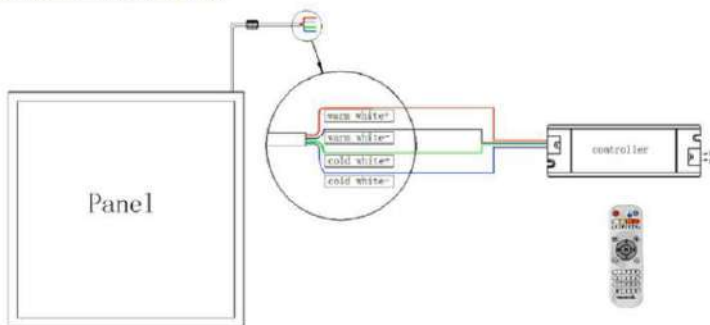 warm white+
warm white-
cold white+
cold white-
controller
Panel